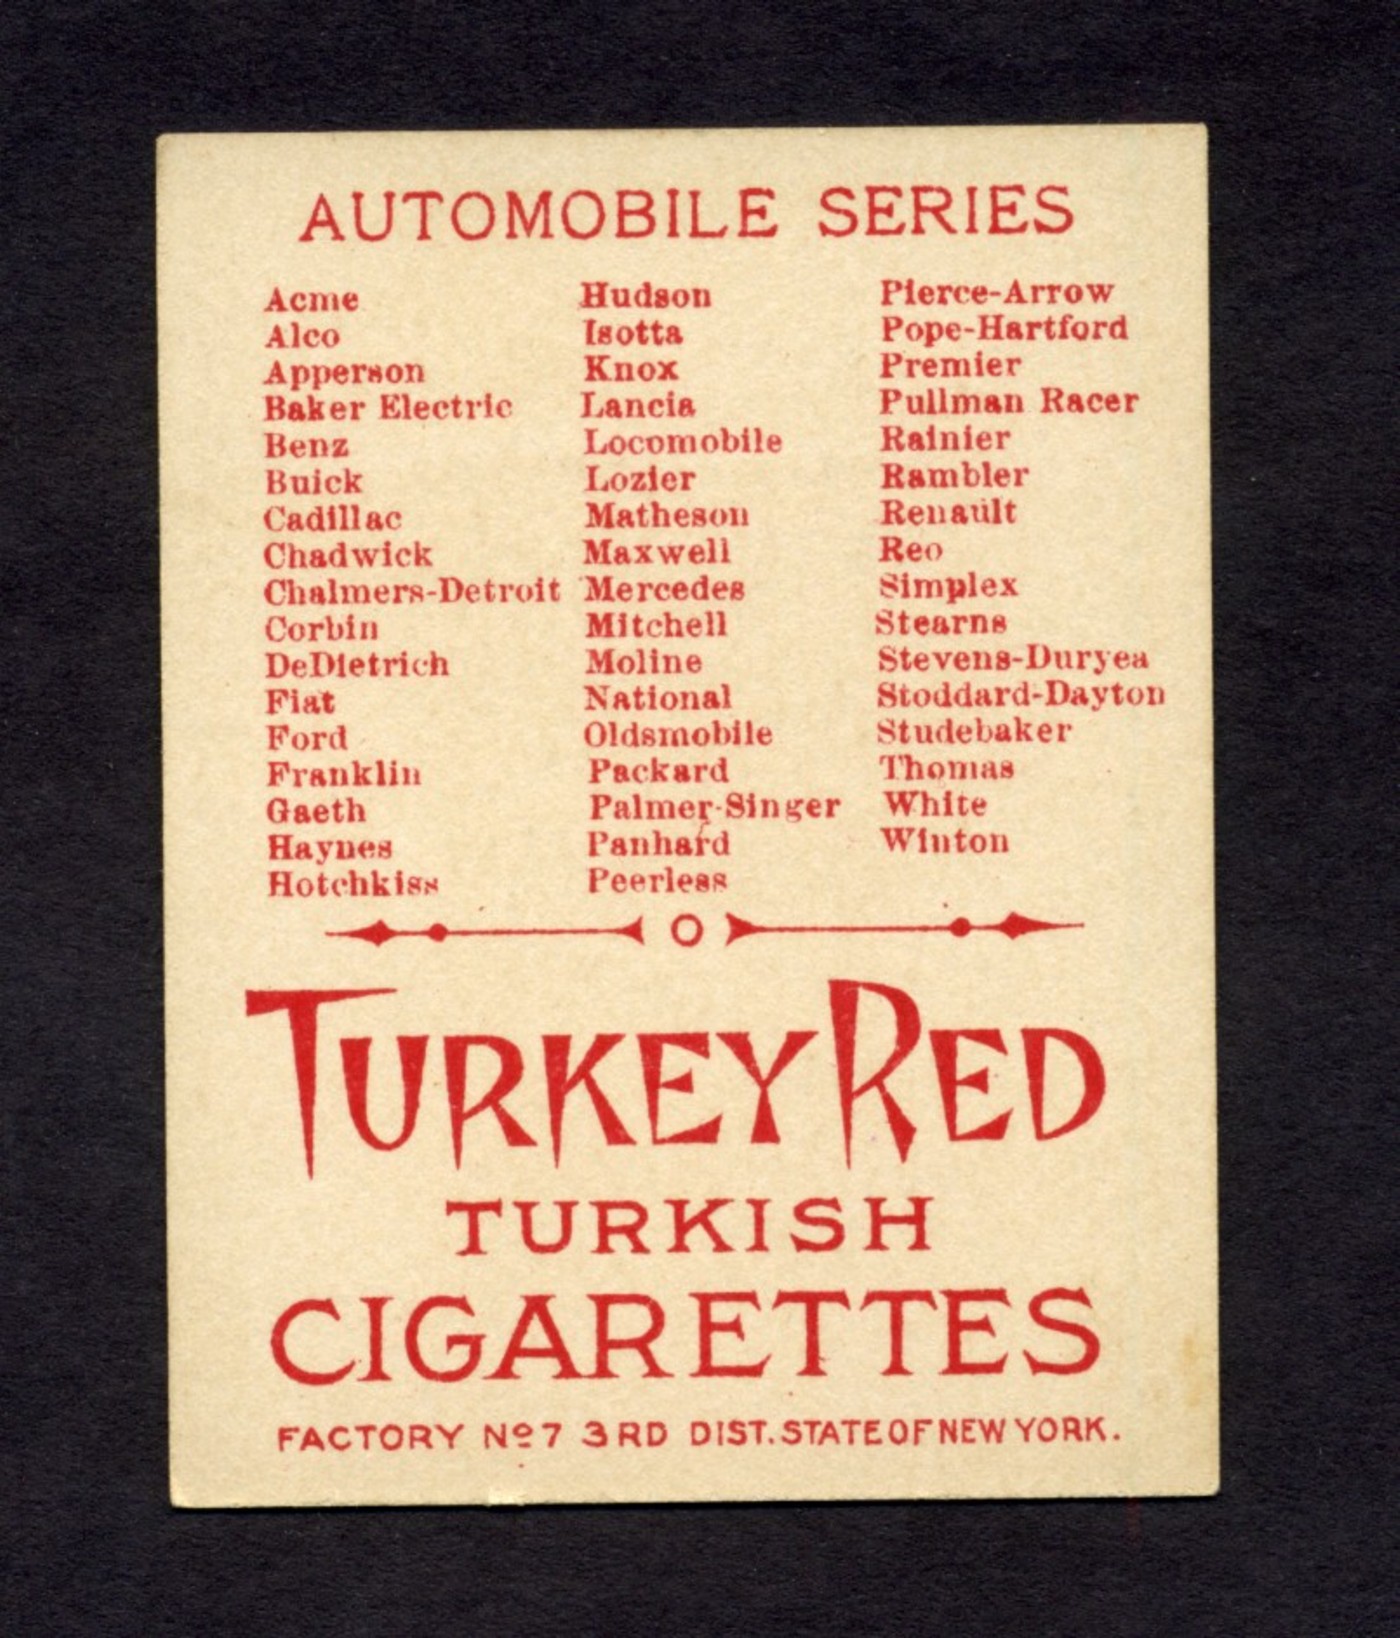 AUTOMOBILE SERIES
Acme
Alco
Apperson
Baker Electric
Benz
Buick
Cadillac
Chadwick
Chalmers-Detroit
Corbin
DeDietrich
Fiat
Ford
Franklin
Gaeth
Haynes
Hotchkiss
Hudson
Isotta
Knox
Lancia
Locomobile
Lozier
Matheson
Maxwell
Mercedes
Mitchell
Moline
National
Oldsmobile
Packard
Palmer-Singer
Panhard
Peerless
Pierce-Arrow
Pope-Hartford
Premier
Pullman Racer
Rainier
Rambler
Renault
Reo
Simplex
Stearns
Stevens-Duryea
Stoddard-Dayton
Studebaker
Thomas
White
Winton
TURKEY RED
TURKISH
CIGARETTES
FACTORY Nº 7 3RD DIST. STATE OF NEW YORK.